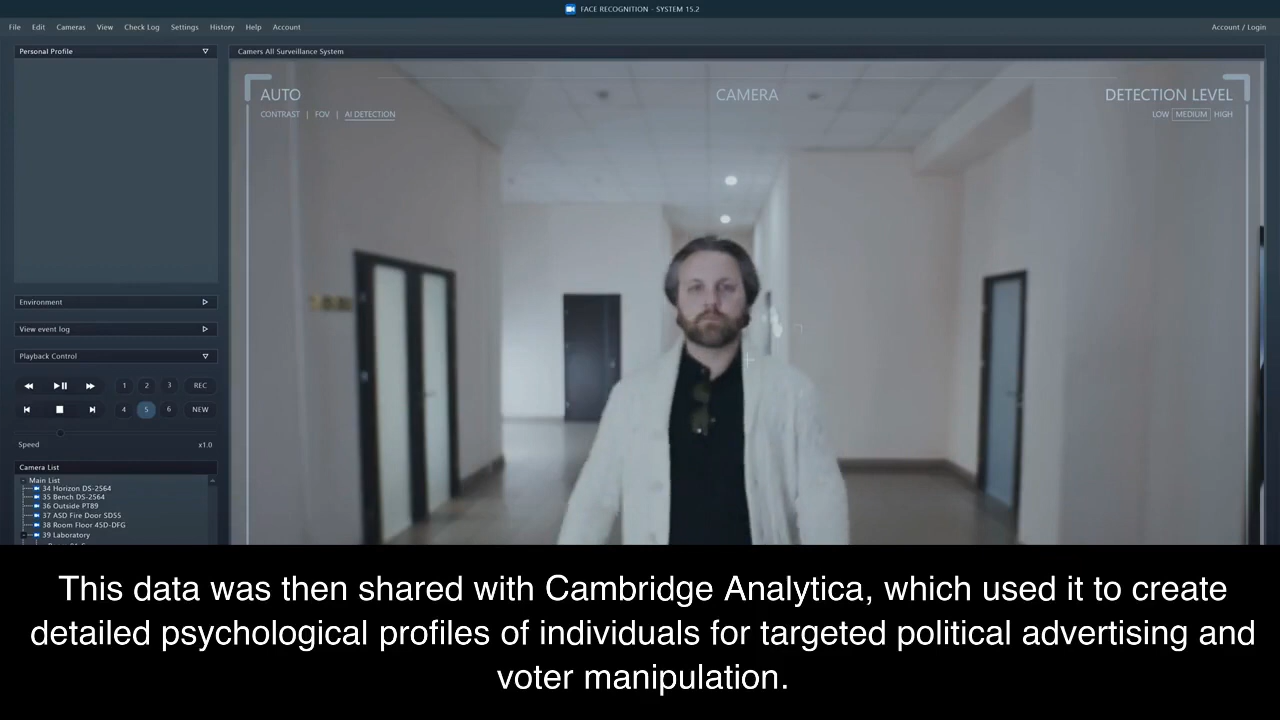 FACE RECOGNITION - SYSTEM 15.2
File Edit Cameras View Check Log Settings History Help Account Account / Login
Personal Profile
Camers All Surveillance System
AUTO CAMERA DETECTION LEVEL
CONTRAST | FOV | AI DETECTION LOW MEDIUM HIGH
Environment
View event log
Playback Control
1 2 3 REC
4 5 6 NEW
Speed x1.0
Camera List
Main List
34 Horizon DS-2564
35 Bench DS-2564
36 Outside PT89
37 ASD Fire Door SD55
38 Room Floor 45D-DFG
39 Laboratory
This data was then shared with Cambridge Analytica, which used it to create
detailed psychological profiles of individuals for targeted political advertising and
voter manipulation.